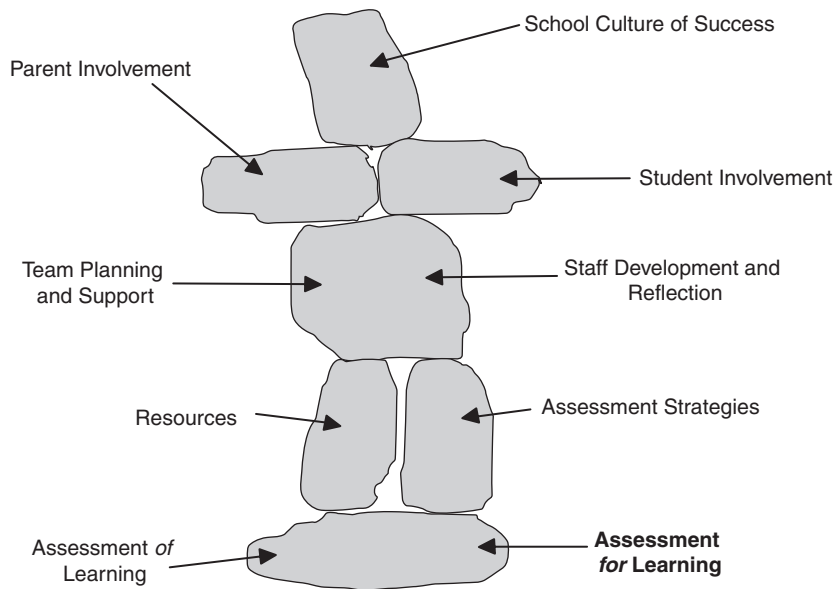 School Culture of Success
Parent Involvement
Student Involvement
Team Planning
and Support
Staff Development and
Reflection
Resources
Assessment Strategies
Assessment of
Learning
Assessment
for Learning